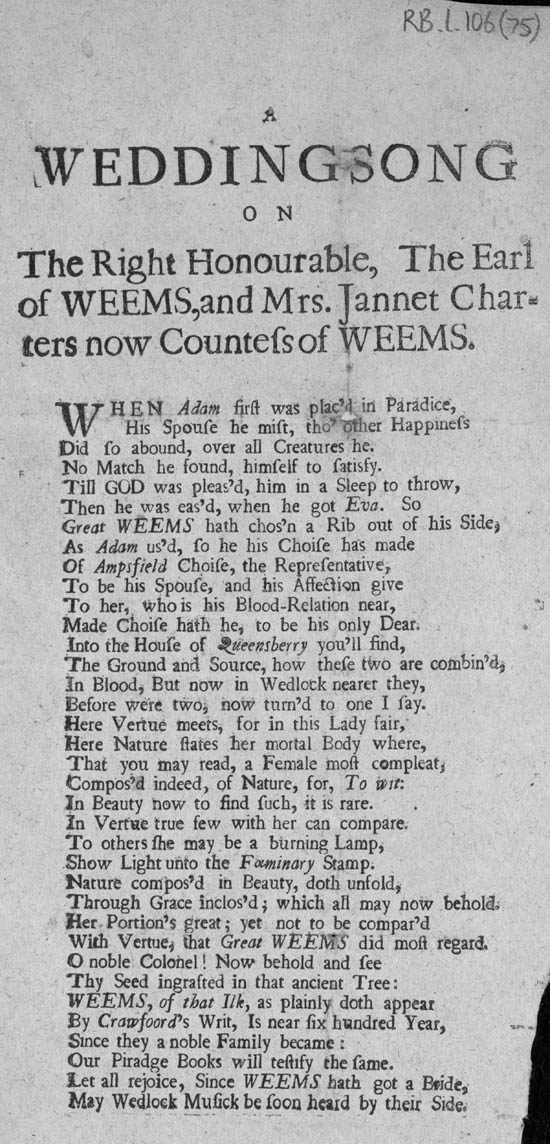 RB.l.106(75)
A
WEDDING SONG
ON
The Right Honourable, The Earl
of WEEMS, and Mrs. Jannet Char-
ters now Counteſs of WEEMS.
WHEN Adam firſt was plac'd in Paradice,
His Spouſe he miſt, tho' other Happineſs
Did ſo abound, over all Creatures he.
No Match he found, himſelf to ſatisfy.
Till GOD was pleas'd, him in a Sleep to throw,
Then he was eas'd, when he got Eva. So
Great WEEMS hath chos'n a Rib out of his Side,
As Adam us'd, ſo he his Choiſe has made
Of Ampsfield Choiſe, the Repreſentative,
To be his Spouſe, and his Affection give
To her, who is his Blood-Relation near,
Made Choiſe hath he, to be his only Dear.
Into the Houſe of Queensberry you'll find,
The Ground and Source, how theſe two are combin'd,
In Blood, But now in Wedlock nearer they,
Before were two, now turn'd to one I ſay.
Here Vertue meets, for in this Lady fair,
Here Nature ſtates her mortal Body where,
That you may read, a Female moſt compleat,
Compos'd indeed, of Nature, for, To wit:
In Beauty now to find ſuch, it is rare.
In Vertue true few with her can compare.
To others ſhe may be a burning Lamp,
Show Light unto the Fœminary Stamp.
Nature compos'd in Beauty, doth unfold,
Through Grace inclos'd; which all may now behold.
Her Portion's great; yet not to be compar'd
With Vertue, that Great WEEMS did moſt regard.
O noble Colonel! Now behold and ſee
Thy Seed ingrafted in that ancient Tree:
WEEMS, of that Ilk, as plainly doth appear
By Crawfoord's Writ, Is near ſix hundred Year,
Since they a noble Family became:
Our Piradge Books will teſtify the ſame.
Let all rejoice, Since WEEMS hath got a Bride,
May Wedlock Muſick be ſoon heard by their Side.